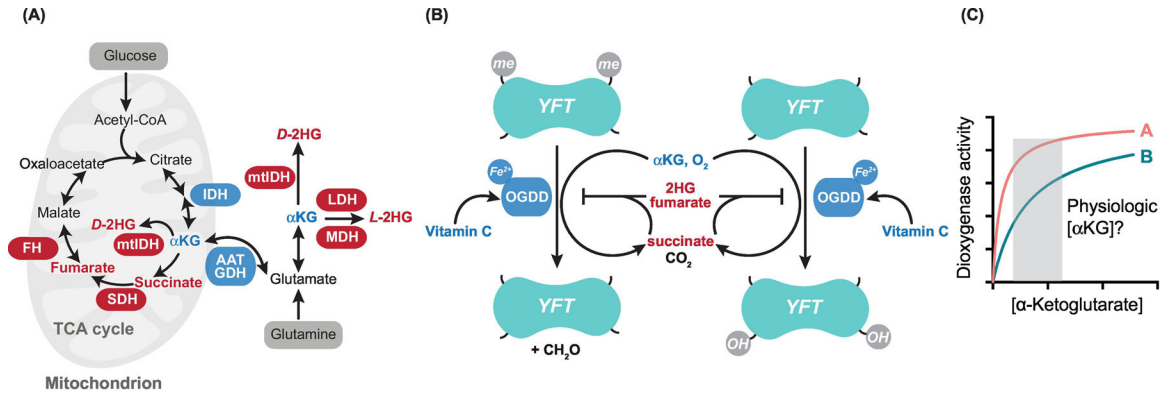 (A)
Glucose
Acetyl-CoA
Oxaloacetate
Citrate
IDH
Malate
D-2HG
mtIDH
αKG
FH
Fumarate
Succinate
SDH
AAT
GDH
TCA cycle
Mitochondrion
D-2HG
mtIDH
LDH
αKG
L-2HG
MDH
Glutamate
Glutamine
(B)
me
me
YFT
YFT
αKG, O2
Fe2+
OGDD
2HG
fumarate
Fe2+
OGDD
Vitamin C
succinate
CO2
Vitamin C
YFT
YFT
+ CH2O
OH
OH
(C)
Dioxygenase activity
A
B
Physiologic
[αKG]?
[α-Ketoglutarate]